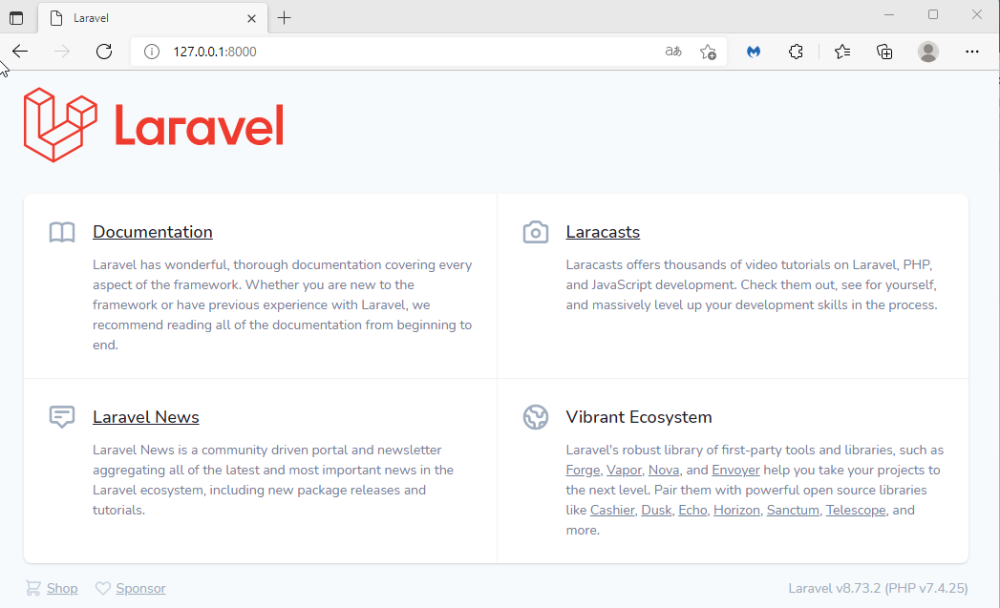 Laravel
127.0.0.1:8000
aあ
Laravel
Documentation
Laravel has wonderful, thorough documentation covering every
aspect of the framework. Whether you are new to the
framework or have previous experience with Laravel, we
recommend reading all of the documentation from beginning to
end.
Laracasts
Laracasts offers thousands of video tutorials on Laravel, PHP,
and JavaScript development. Check them out, see for yourself,
and massively level up your development skills in the process.
Laravel News
Laravel News is a community driven portal and newsletter
aggregating all of the latest and most important news in the
Laravel ecosystem, including new package releases and
tutorials.
Vibrant Ecosystem
Laravel's robust library of first-party tools and libraries, such as
Forge, Vapor, Nova, and Envoyer help you take your projects to
the next level. Pair them with powerful open source libraries
like Cashier, Dusk, Echo, Horizon, Sanctum, Telescope, and
more.
Shop Sponsor
Laravel v8.73.2 (PHP v7.4.25)